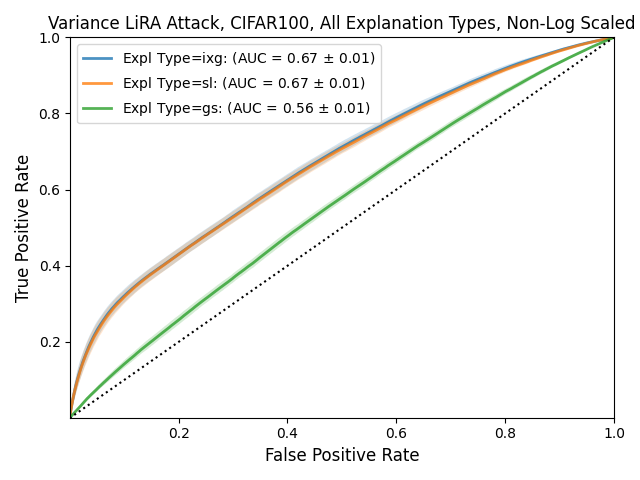 Variance LiRA Attack, CIFAR100, All Explanation Types, Non-Log Scaled
1.0
Expl Type=ixg: (AUC = 0.67 ± 0.01)
Expl Type=sl: (AUC = 0.67 ± 0.01)
Expl Type=gs: (AUC = 0.56 ± 0.01)
0.8
0.6
0.4
0.2
True Positive Rate
0.2 0.4 0.6 0.8 1.0
False Positive Rate